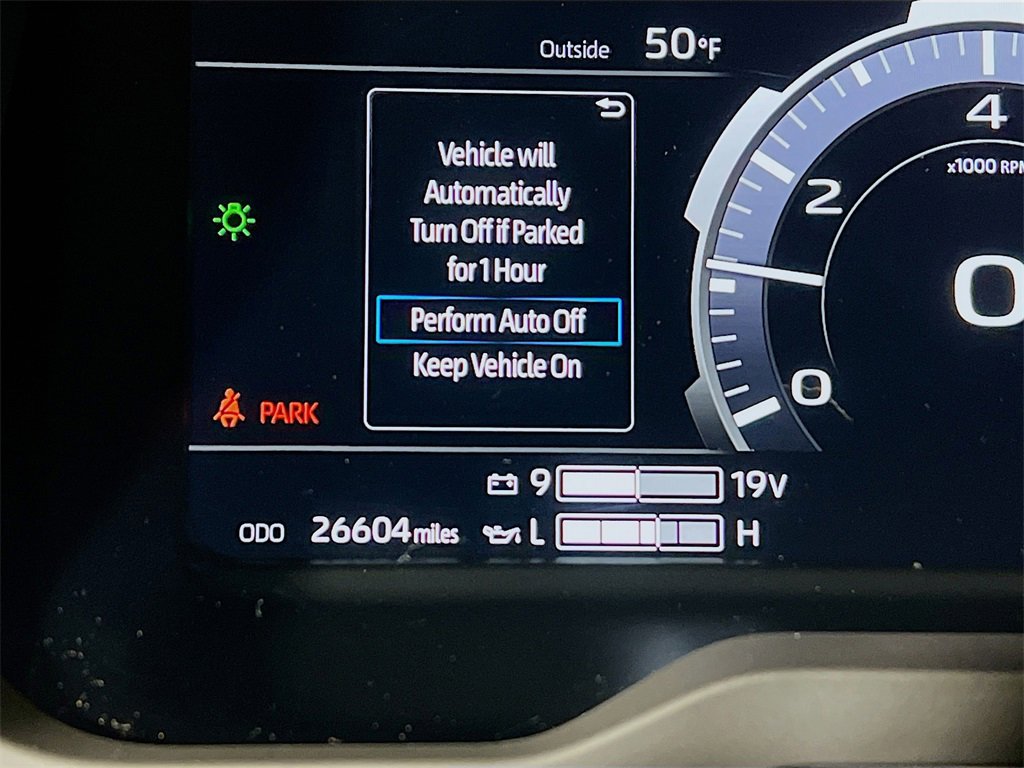 Outside 50°F
Vehicle will
Automatically
Turn Off if Parked
for 1 Hour
Perform Auto Off
Keep Vehicle On
4
x1000 RPM
2
0
0
PARK
9 19V
ODO 26604 miles L H